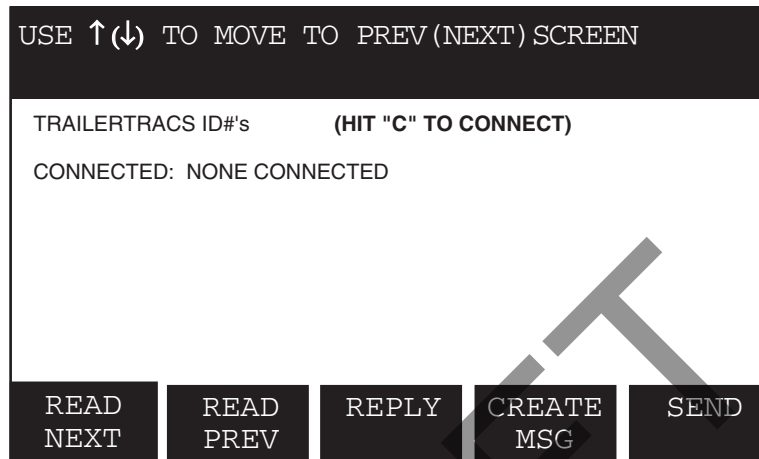 USE ↑(↓) TO MOVE TO PREV(NEXT)SCREEN
TRAILERTRACS ID#'s (HIT "C" TO CONNECT)
CONNECTED: NONE CONNECTED
READ NEXT
READ PREV
REPLY
CREATE MSG
SEND